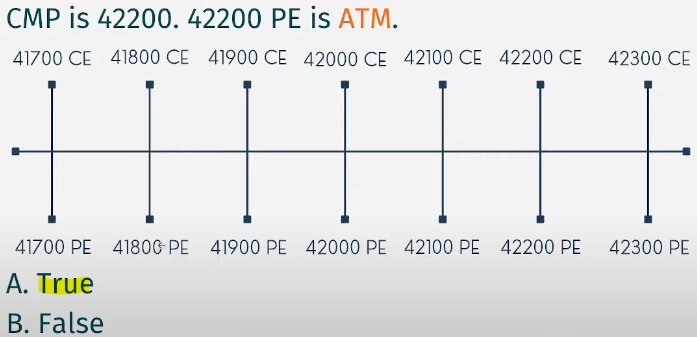 CMP is 42200. 42200 PE is ATM.
41700 CE 41800 CE 41900 CE 42000 CE 42100 CE 42200 CE 42300 CE
41700 PE 41800 PE 41900 PE 42000 PE 42100 PE 42200 PE 42300 PE
A. True
B. False